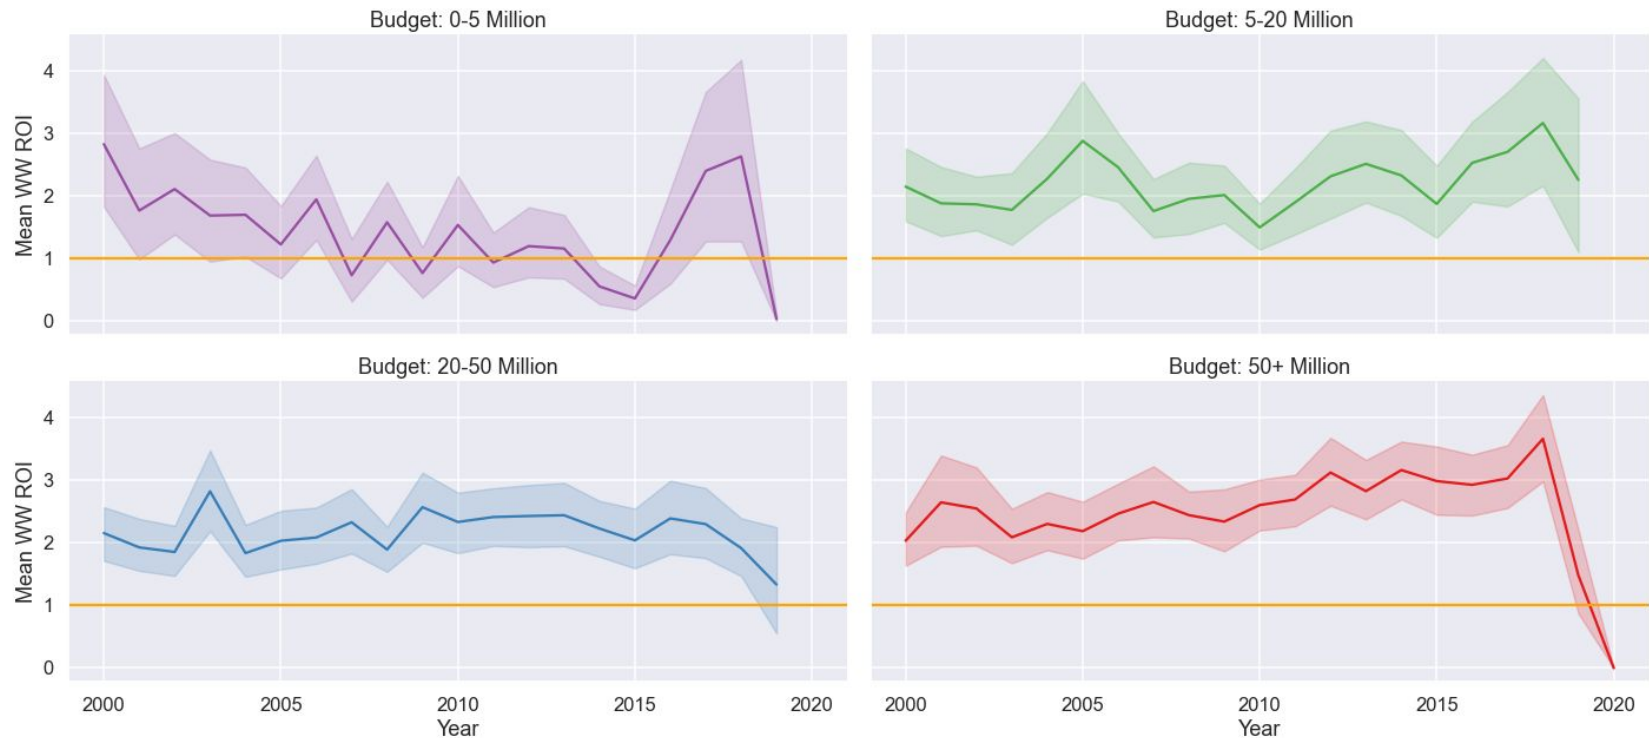 Budget: 0-5 Million
Budget: 5-20 Million
Mean WW ROI
4
3
2
1
0
Budget: 20-50 Million
Budget: 50+ Million
Mean WW ROI
4
3
2
1
0
2000 2005 2010 2015 2020
Year
2000 2005 2010 2015 2020
Year